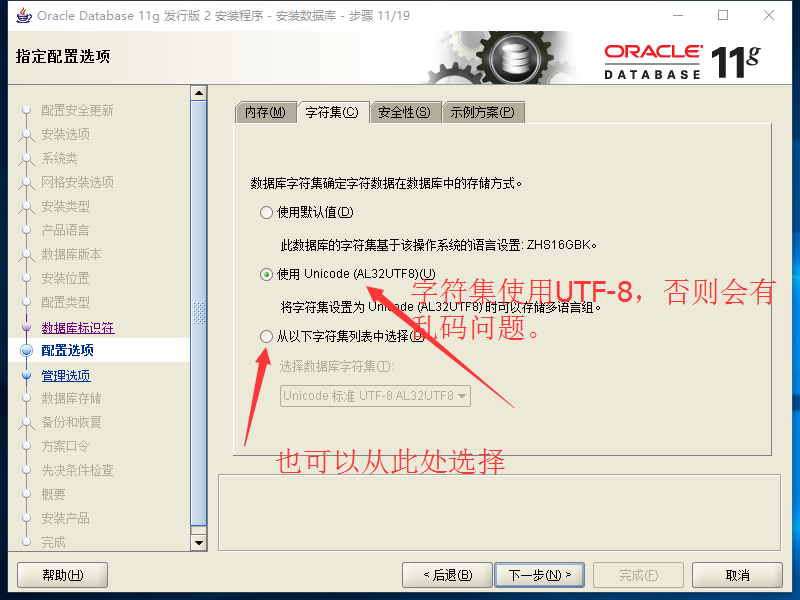 Oracle Database 11g 发行版 2 安装程序 - 安装数据库 - 步骤 11/19
指定配置选项
ORACLE
DATABASE 11g
配置安全更新
安装选项
系统类
网格安装选项
安装类型
产品语言
数据库版本
安装位置
配置类型
数据库标识符
配置选项
管理选项
数据库存储
备份和恢复
方案口令
先决条件检查
概要
安装产品
完成
内存(M) 字符集(C) 安全性(S) 示例方案(P)
数据库字符集确定字符数据在数据库中的存储方式。
使用默认值(D)
此数据库的字符集基于该操作系统的语言设置: ZHS16GBK。
使用 Unicode (AL32UTF8)(U)
字符集使用UTF-8，否则会有
乱码问题。
将字符集设置为 Unicode (AL32UTF8) 时可以存储多语言组。
从以下字符集列表中选择
选择数据库字符集(T):
Unicode 标准 UTF-8 AL32UTF8
也可以从此处选择
帮助(H) < 后退(B) 下一步(N) > 完成(F) 取消